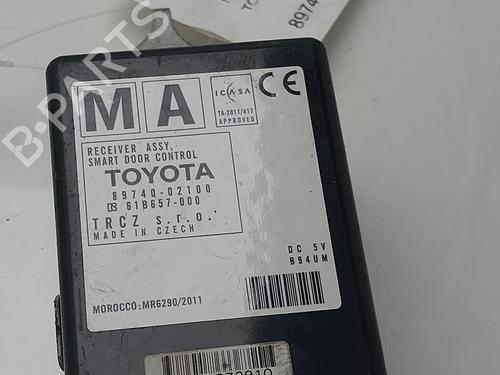 B-PARTS
89740
MA
ICASA
TA-2011/417
APPROVED
CE
RECEIVER ASSY,
SMART DOOR CONTROL
TOYOTA
89740-02100
61B657-000
TRCZ s.r.o.
MADE IN CZECH
DC 5V
B94UM
MOROCCO:MR6290/2011